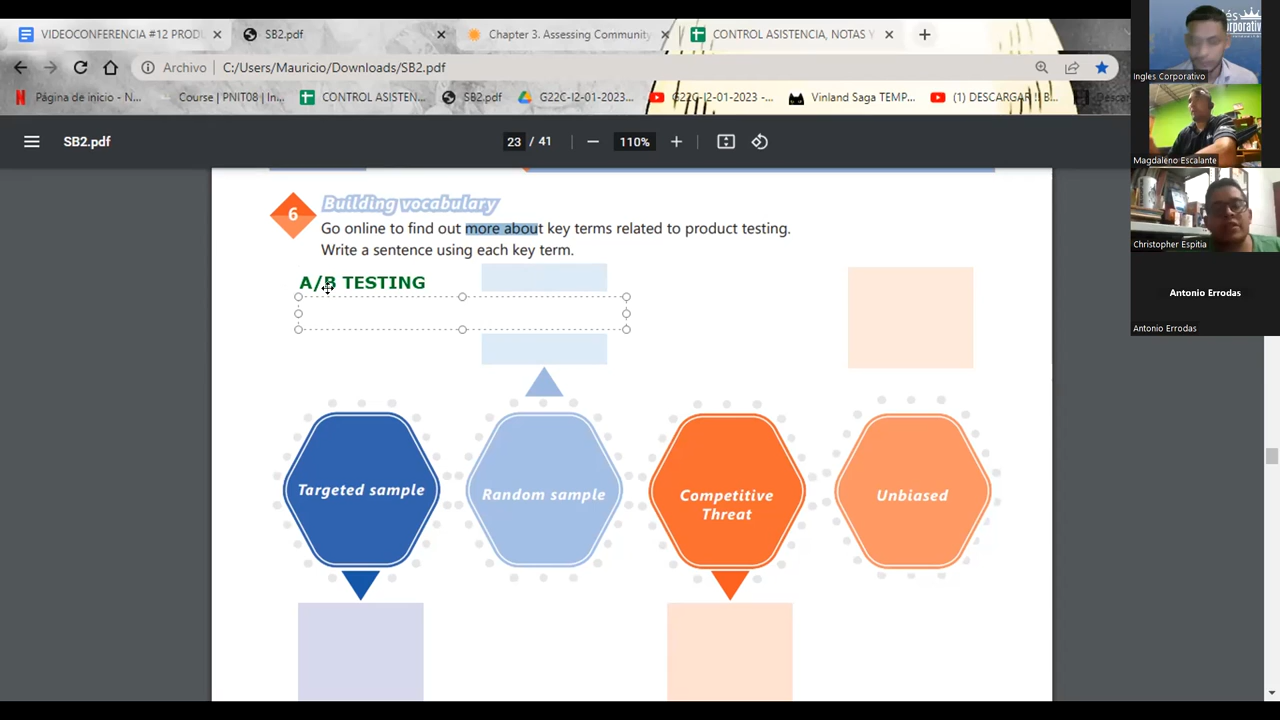 VIDEOCONFERENCIA #12 PRODU
SB2.pdf
Chapter 3. Assessing Community
CONTROL ASISTENCIA, NOTAS Y
Archivo
C:/Users/Mauricio/Downloads/SB2.pdf
Página de inicio - N...
Course | PNIT08 | In...
CONTROL ASISTEN...
SB2.pdf
G22C-I2-01-2023...
G22C-I2-01-2023 -...
Vinland Saga TEMP...
(1) DESCARGAR !! B...
SB2.pdf
23 / 41
110%
6
Building vocabulary
Go online to find out more about key terms related to product testing.
Write a sentence using each key term.
A/B TESTING
Targeted sample
Random sample
Competitive
Threat
Unbiased
Ingles Corporativo
Magdaleno Escalante
Christopher Espitia
Antonio Errodas
Antonio Errodas